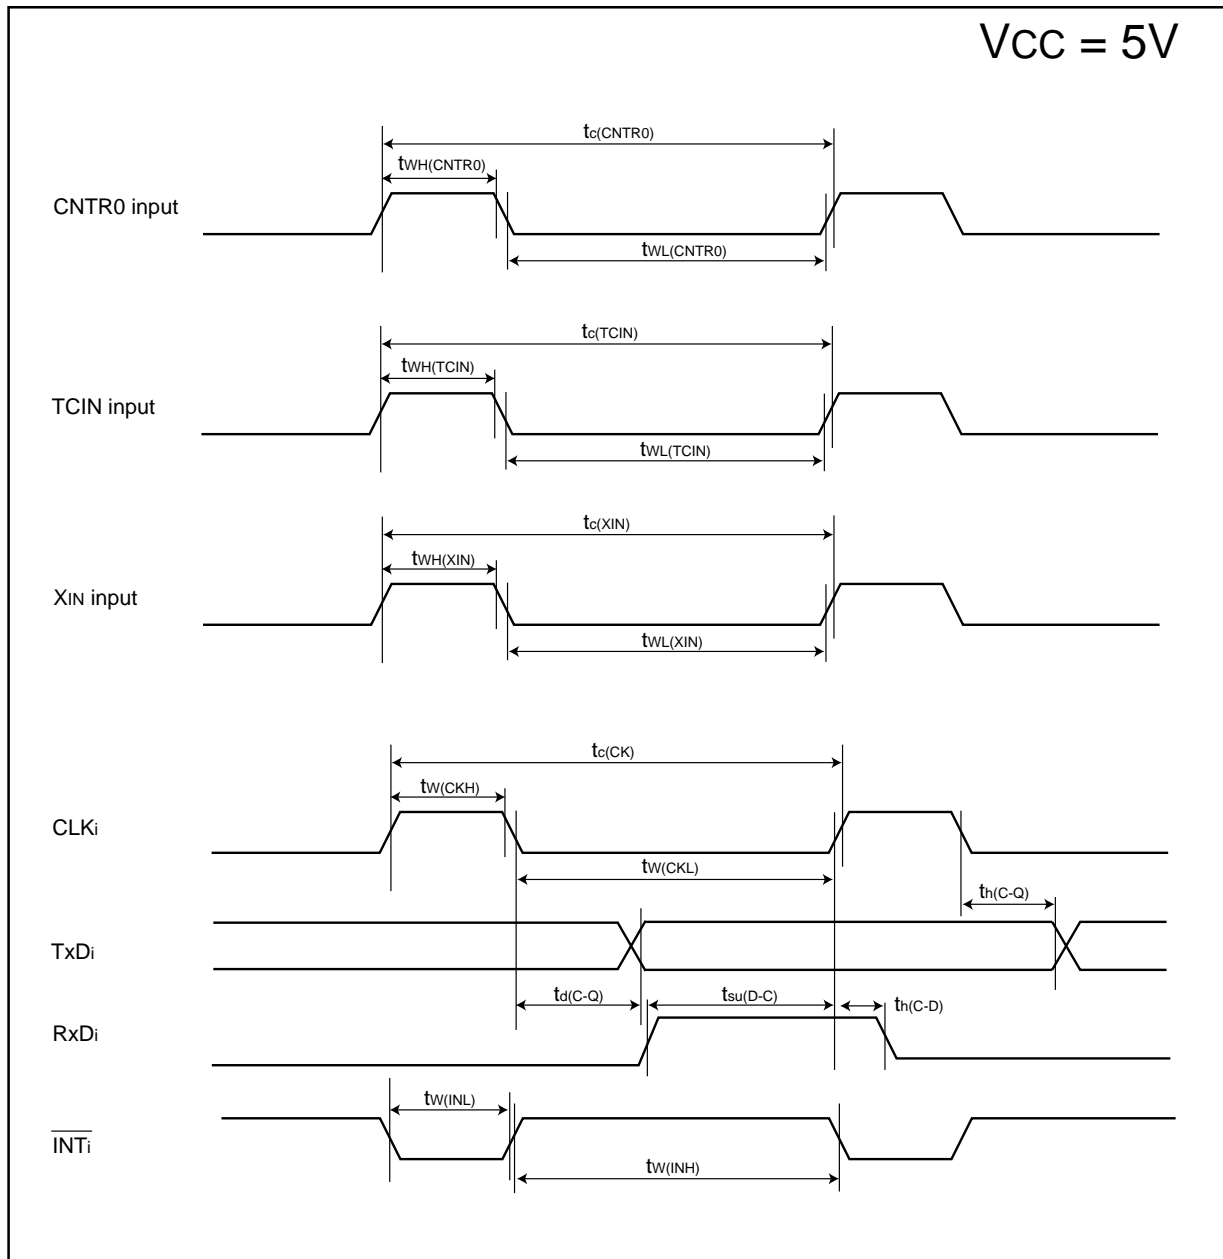 VCC = 5V
tc(CNTR0)
tWH(CNTR0)
CNTR0 input
tWL(CNTR0)
tc(TCIN)
tWH(TCIN)
TCIN input
tWL(TCIN)
tc(XIN)
tWH(XIN)
XIN input
tWL(XIN)
tc(CK)
tW(CKH)
CLKi
tW(CKL)
th(C-Q)
TxDi
td(C-Q)
tsu(D-C)
th(C-D)
RxDi
tW(INL)
I̅N̅T̅i̅
tW(INH)